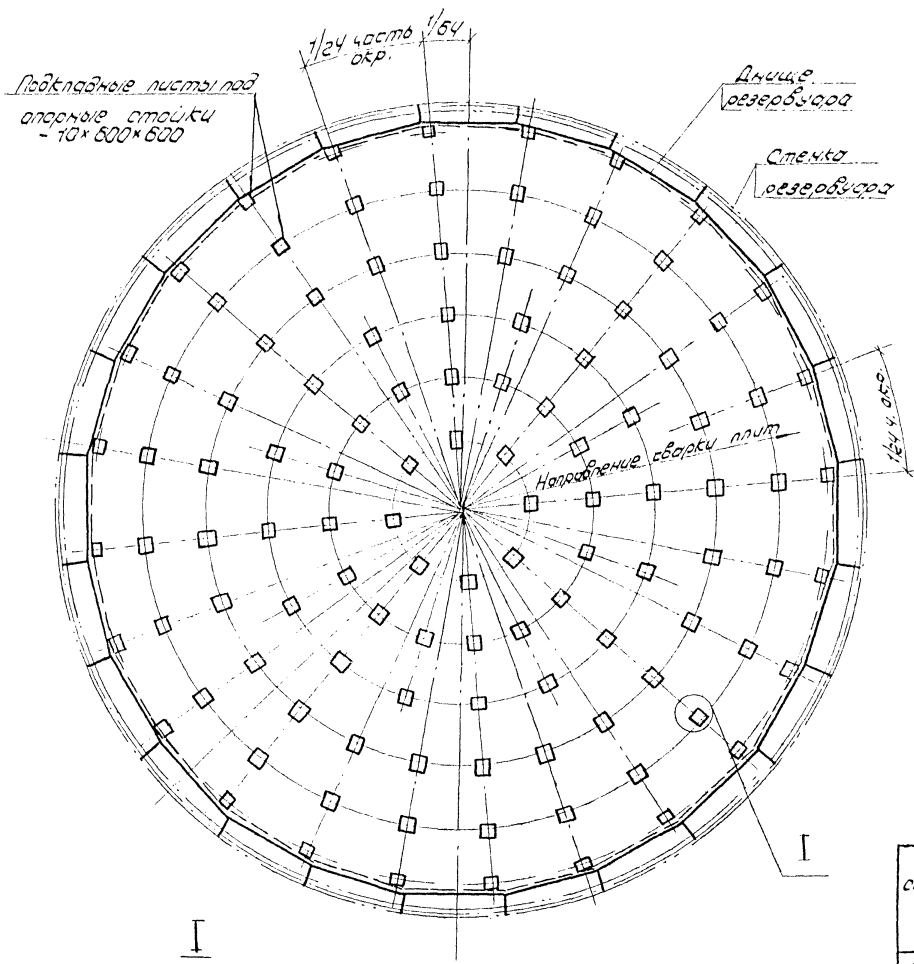 1/24 часть
окр.
1/64
Подкладные листы под
опорные стойки
- 10×600×600
Днище
резервуара
Стенка
резервуара
1/24 ч. окр.
Направление сварки плит
I
I